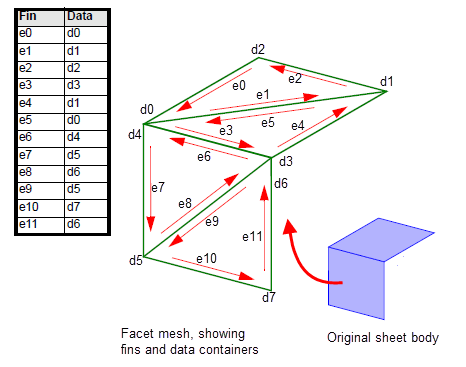 Fin Data
e0 d0
e1 d1
e2 d2
e3 d3
e4 d1
e5 d0
e6 d4
e7 d5
e8 d6
e9 d5
e10 d7
e11 d6
d2
d1
e2
e0
e1
d0
e5
e4
d4
e3
e6
d3
d6
e7
e8
e9
e11
d5
e10
d7
Facet mesh, showing
fins and data containers
Original sheet body